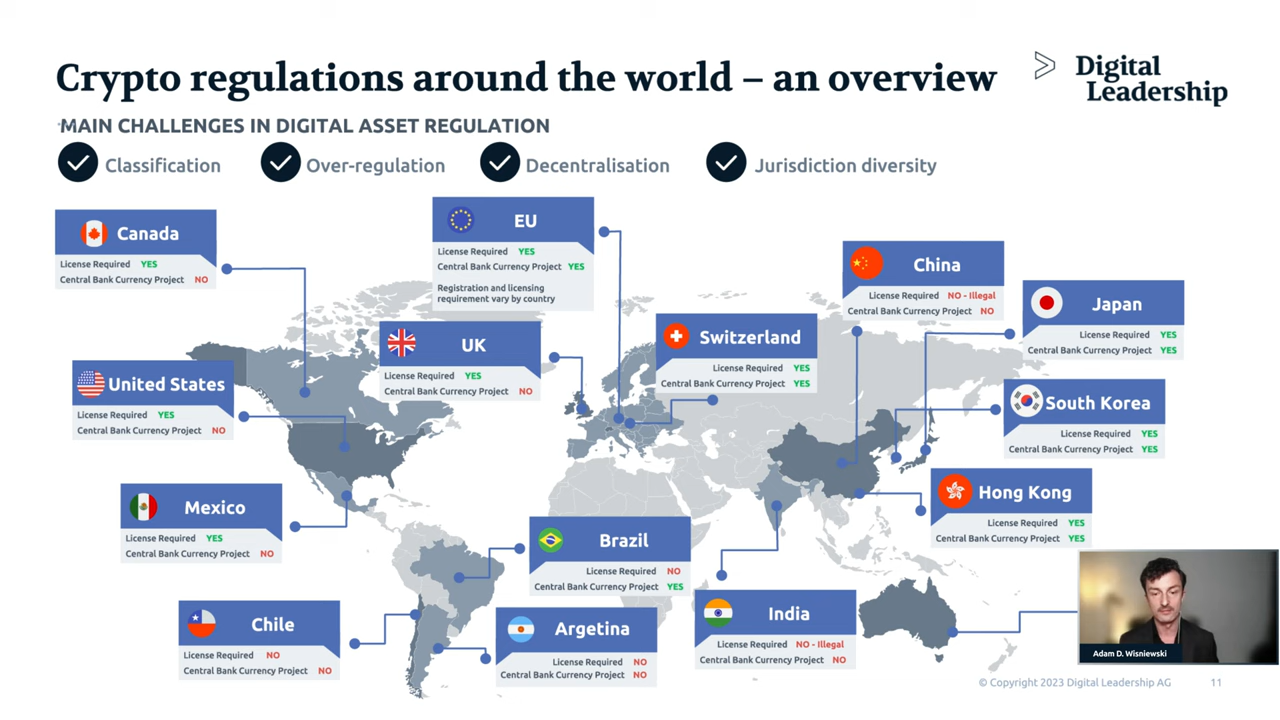 Crypto regulations around the world – an overview
Digital
Leadership
MAIN CHALLENGES IN DIGITAL ASSET REGULATION
Classification
Over-regulation
Decentralisation
Jurisdiction diversity
Canada
License Required YES
Central Bank Currency Project NO
EU
License Required YES
Central Bank Currency Project YES
Registration and licensing
requirement vary by country
China
License Required NO - Illegal
Central Bank Currency Project NO
Japan
License Required YES
Central Bank Currency Project YES
UK
License Required YES
Central Bank Currency Project NO
Switzerland
License Required YES
Central Bank Currency Project YES
United States
License Required YES
Central Bank Currency Project NO
South Korea
License Required YES
Central Bank Currency Project YES
Mexico
License Required YES
Central Bank Currency Project NO
Hong Kong
License Required YES
Central Bank Currency Project YES
Brazil
License Required NO
Central Bank Currency Project YES
Chile
License Required NO
Central Bank Currency Project NO
Argetina
License Required NO
Central Bank Currency Project NO
India
License Required NO - Illegal
Central Bank Currency Project NO
Adam D. Wisniewski
© Copyright 2023 Digital Leadership AG
11